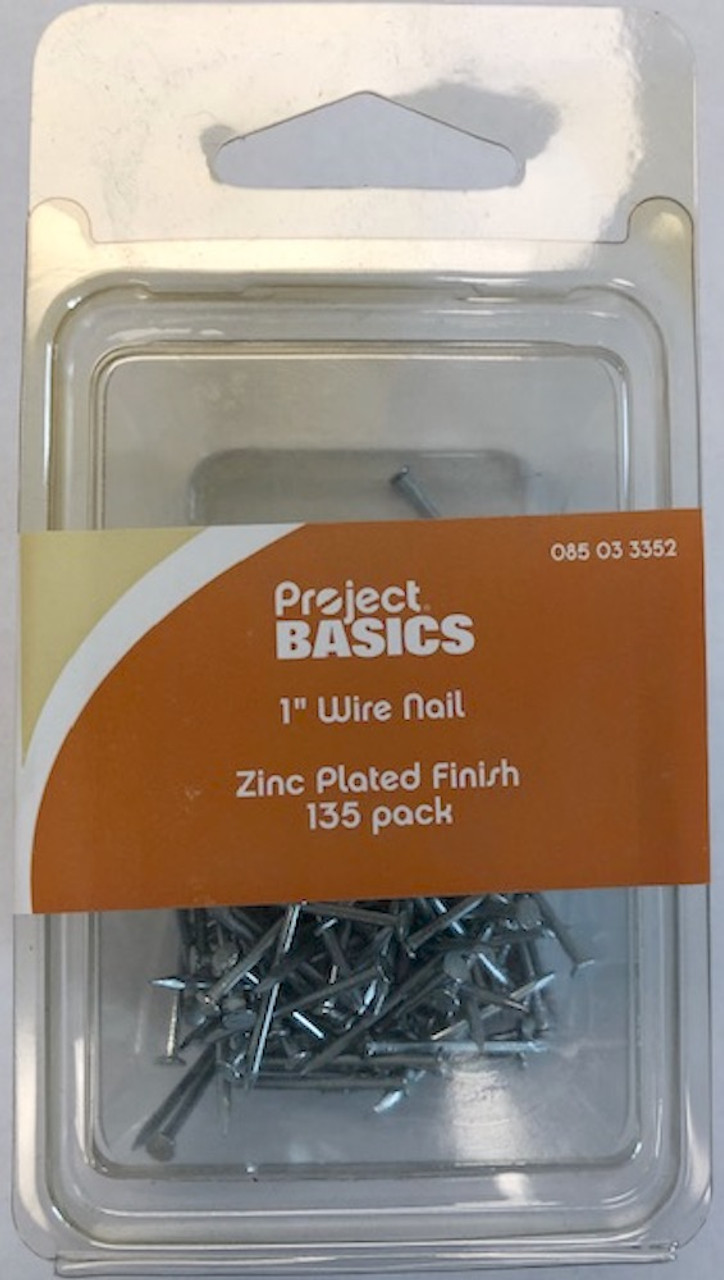 085 03 3352
Project
BASICS
1" Wire Nail
Zinc Plated Finish
135 pack